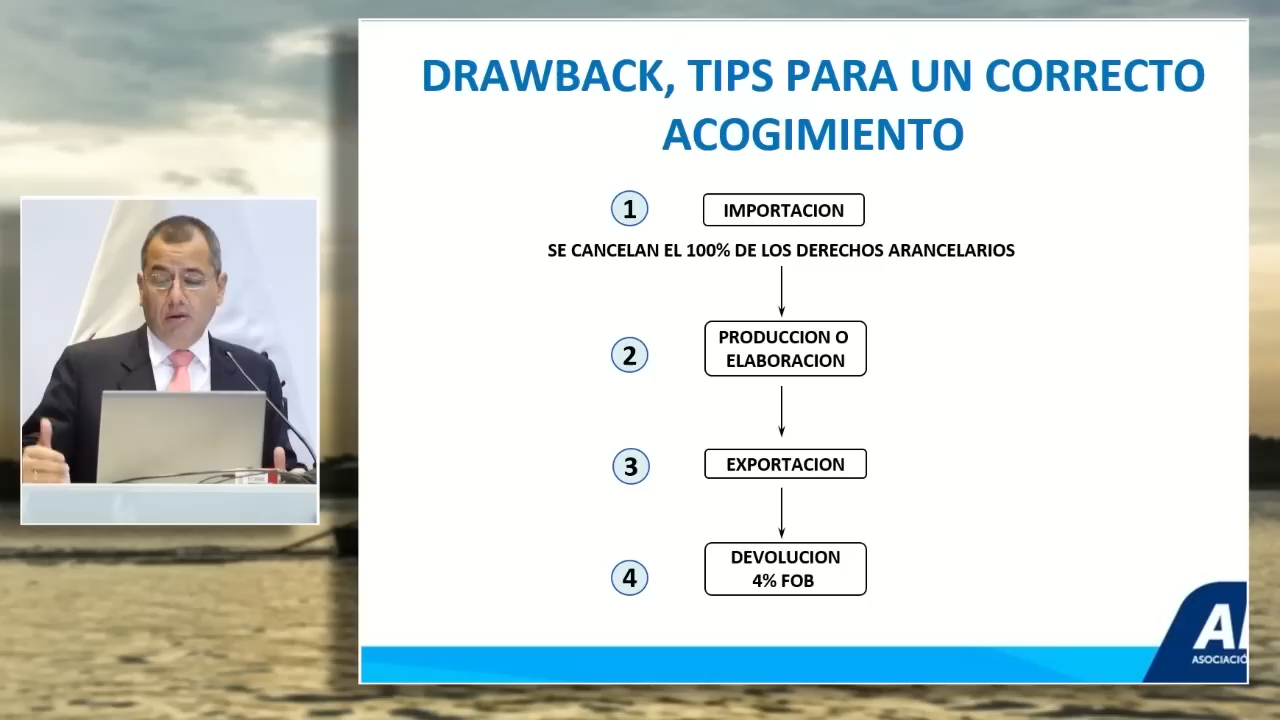 DRAWBACK, TIPS PARA UN CORRECTO
ACOGIMIENTO
1
IMPORTACION
SE CANCELAN EL 100% DE LOS DERECHOS ARANCELARIOS
2
PRODUCCION O
ELABORACION
3
EXPORTACION
4
DEVOLUCION
4% FOB